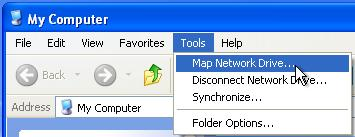 My Computer
File Edit View Favorites Tools Help
Map Network Drive...
Disconnect Network Drive...
Synchronize...
Folder Options...
Back
Address My Computer